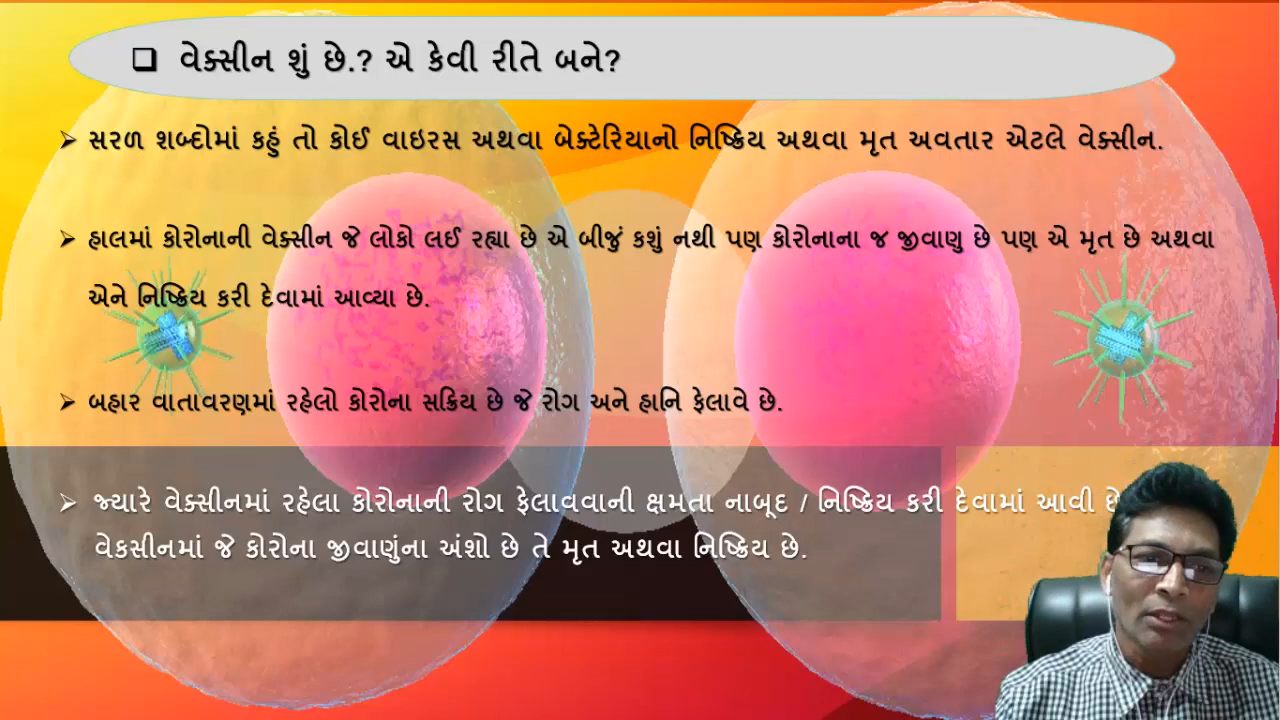 ❑ વેક્સીન શું છે.? એ કેવી રીતે બને?
➢ સરળ શબ્દોમાં કહું તો કોઈ વાઇરસ અથવા બેક્ટેરિયાનો નિષ્ક્રિય અથવા મૃત અવતાર એટલે વેક્સીન.
➢ હાલમાં કોરોનાની વેક્સીન જે લોકો લઈ રહ્યા છે એ બીજું કશું નથી પણ કોરોનાના જ જીવાણુ છે પણ એ મૃત છે અથવા
એને નિષ્ક્રિય કરી દેવામાં આવ્યા છે.
➢ બહાર વાતાવરણમાં રહેલો કોરોના સક્રિય છે જે રોગ અને હાનિ ફેલાવે છે.
➢ જ્યારે વેક્સીનમાં રહેલા કોરોનાની રોગ ફેલાવવાની ક્ષમતા નાબૂદ / નિષ્ક્રિય કરી દેવામાં આવી છે
વેકસીનમાં જે કોરોના જીવાણુંના અંશો છે તે મૃત અથવા નિષ્ક્રિય છે.